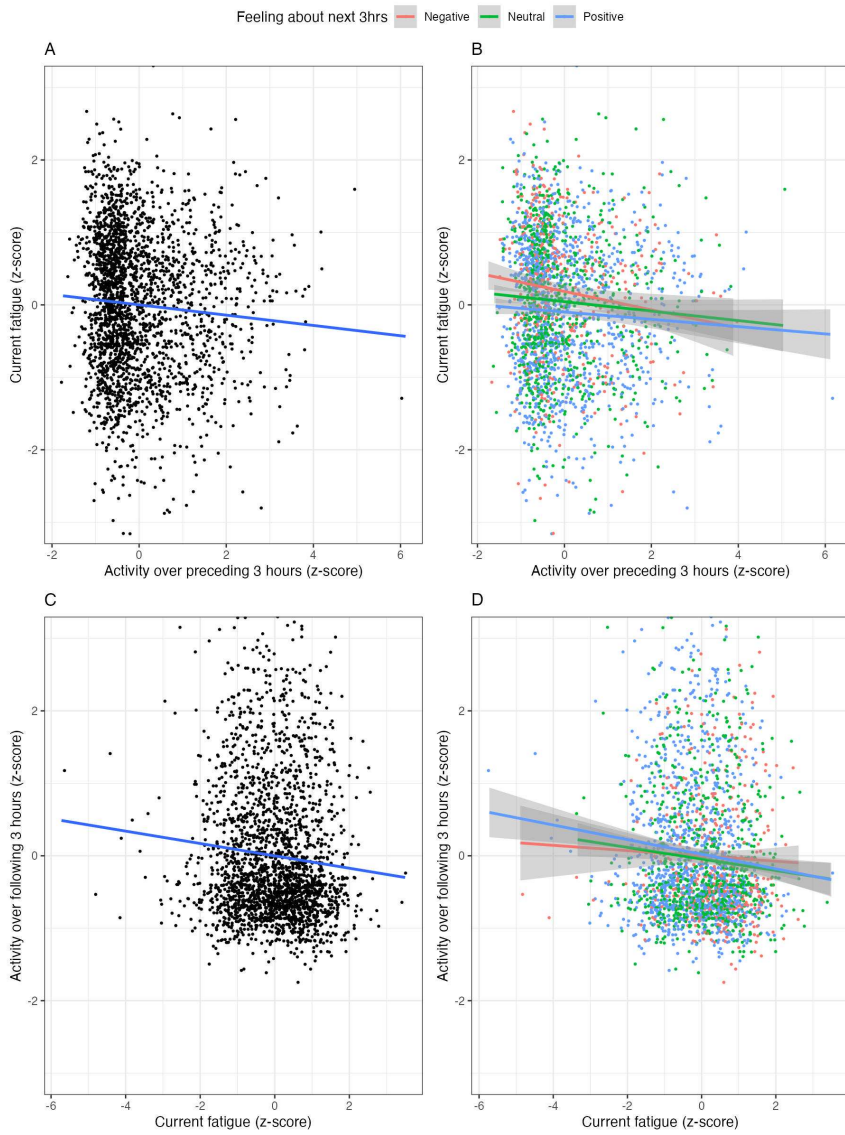 Feeling about next 3hrs Negative Neutral Positive
A
B
2
0
-2
Current fatigue (z-score)
-2 0 2 4 6
Activity over preceding 3 hours (z-score)
2
0
-2
Current fatigue (z-score)
-2 0 2 4 6
Activity over preceding 3 hours (z-score)
C
D
2
0
-2
Activity over following 3 hours (z-score)
-6 -4 -2 0 2
Current fatigue (z-score)
2
0
-2
Activity over following 3 hours (z-score)
-6 -4 -2 0 2
Current fatigue (z-score)